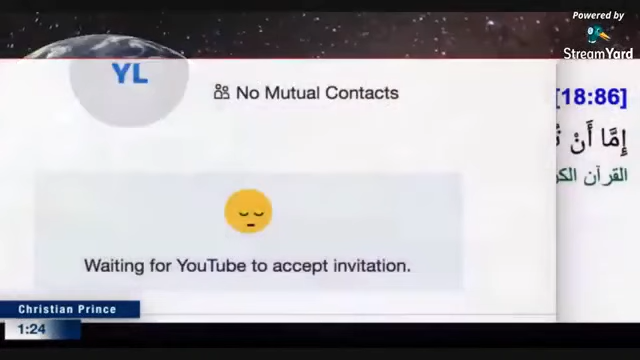 Powered by
StreamYard
YL
No Mutual Contacts
[18:86]
إِمَّا أَنْ
القرآن
Waiting for YouTube to accept invitation.
Christian Prince
1:24